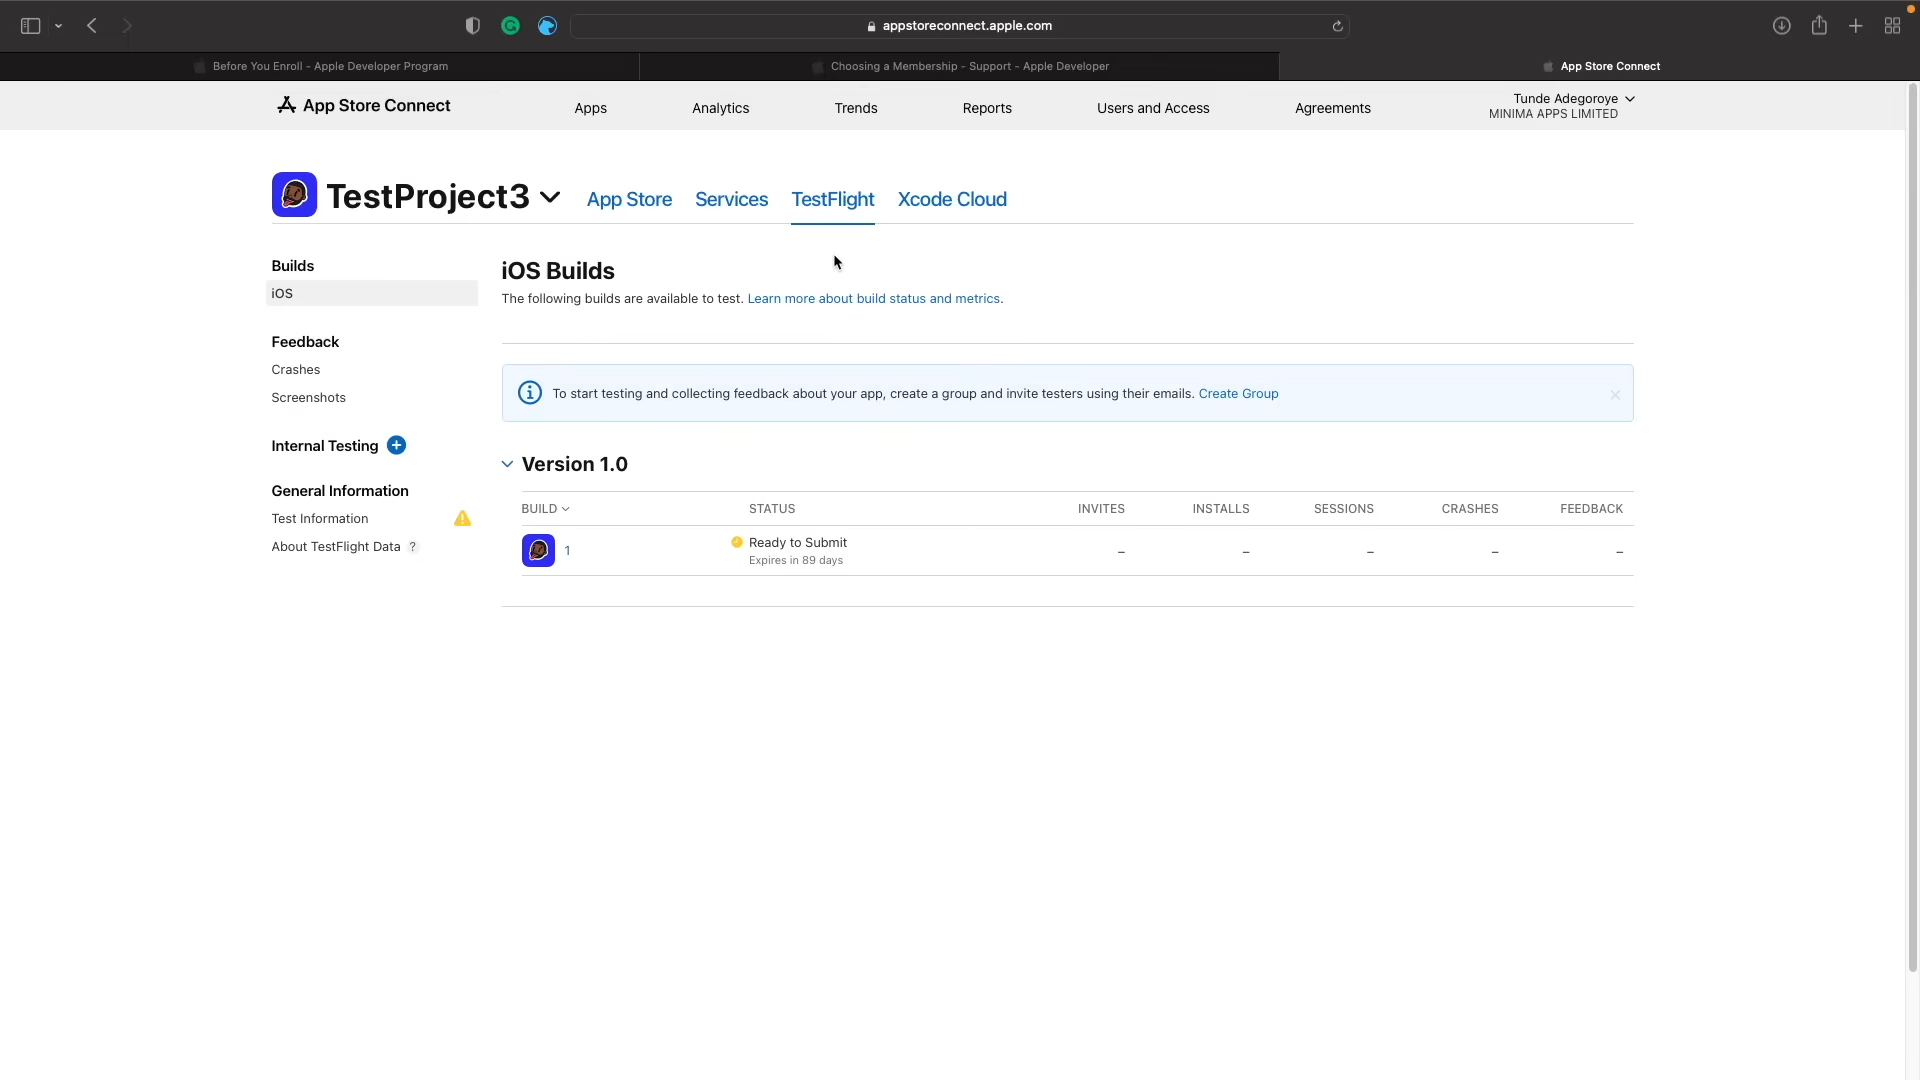 appstoreconnect.apple.com
Before You Enroll - Apple Developer Program
Choosing a Membership - Support - Apple Developer
App Store Connect
App Store Connect
Apps
Analytics
Trends
Reports
Users and Access
Agreements
Tunde Adegoroye
MINIMA APPS LIMITED
TestProject3
App Store
Services
TestFlight
Xcode Cloud
Builds
iOS
Feedback
Crashes
Screenshots
Internal Testing
General Information
Test Information
About TestFlight Data ?
iOS Builds
The following builds are available to test. Learn more about build status and metrics.
To start testing and collecting feedback about your app, create a group and invite testers using their emails. Create Group
Version 1.0
BUILD STATUS INVITES INSTALLS SESSIONS CRASHES FEEDBACK
1 Ready to Submit – – – – –
Expires in 89 days